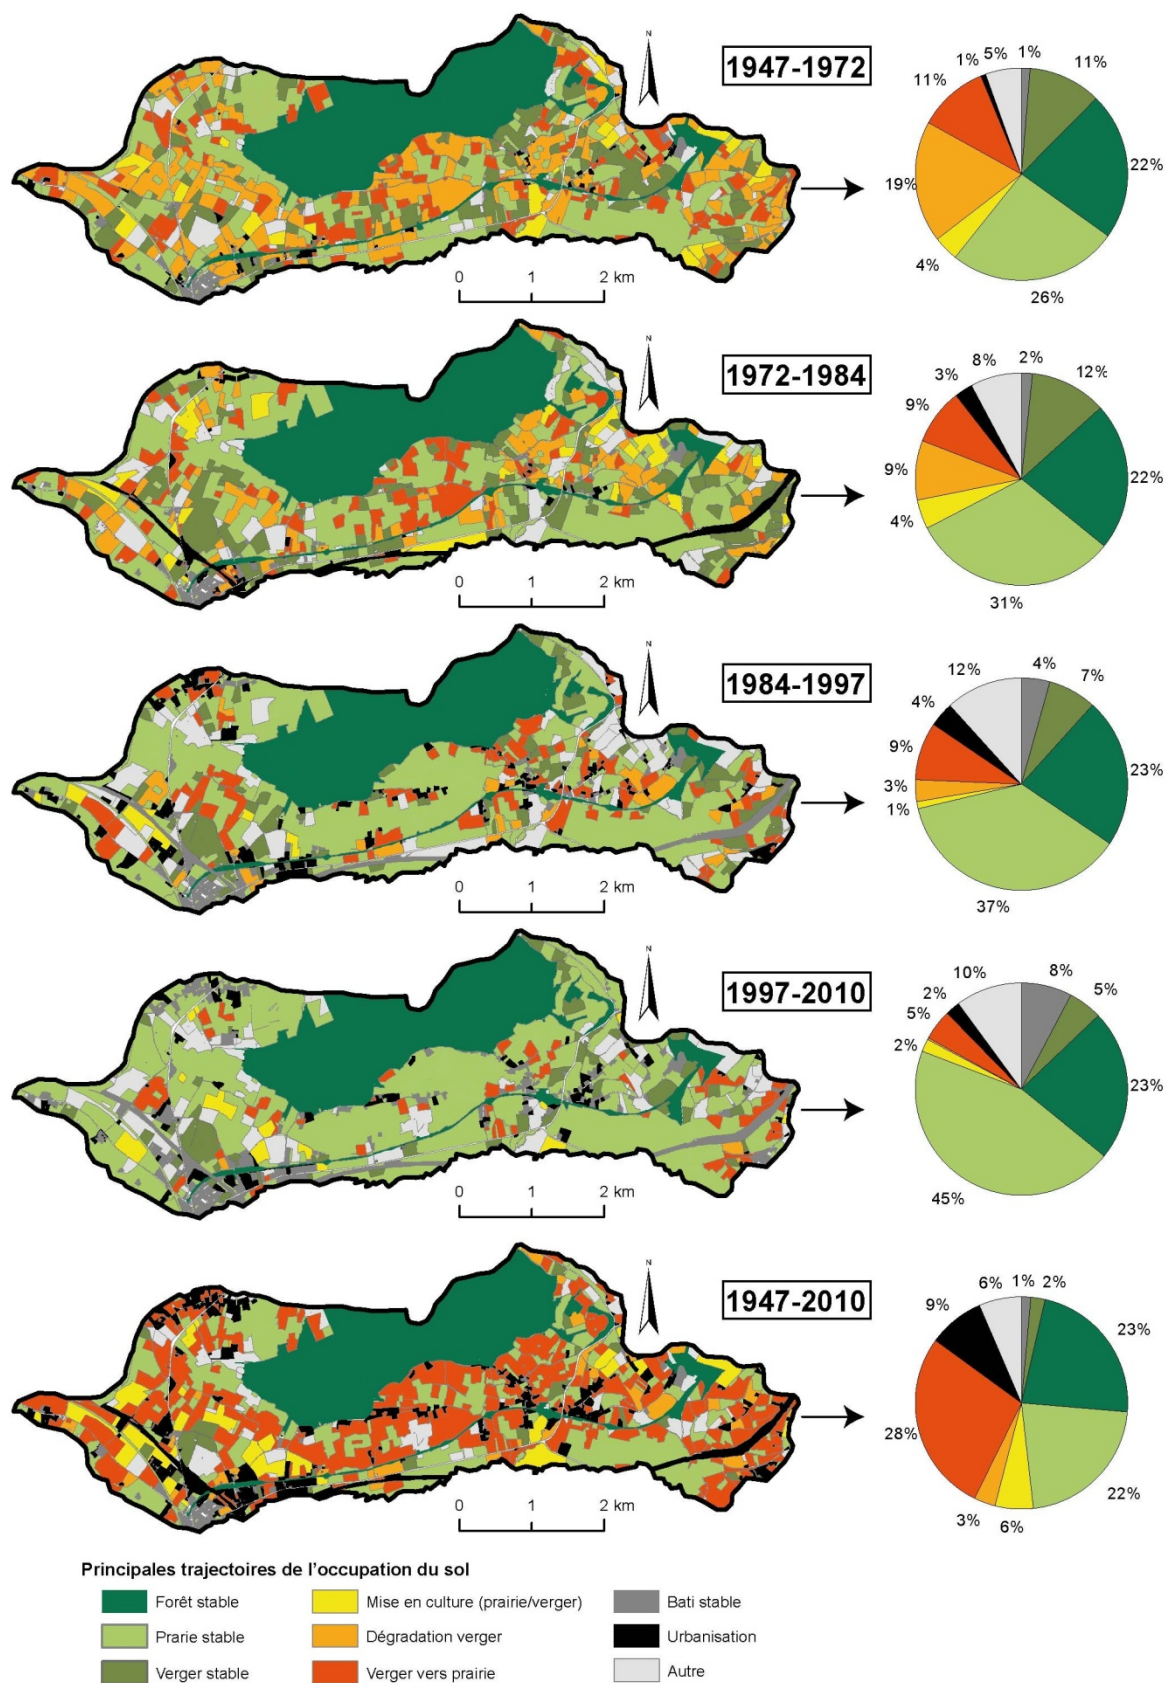 N
1947-1972
1% 5% 1%
11% 11%
22%
19%
4%
26%
0 1 2 km
N
1972-1984
3% 8% 2% 12%
9%
9%
22%
4%
31%
0 1 2 km
N
1984-1997
12% 4% 7%
4%
9%
23%
3%
1%
37%
0 1 2 km
N
1997-2010
10% 8% 5%
2%
5%
2%
23%
45%
0 1 2 km
N
1947-2010
9% 6% 1% 2%
23%
28%
22%
3% 6%
0 1 2 km
Principales trajectoires de l'occupation du sol
Forêt stable
Mise en culture (prairie/verger)
Bati stable
Prarie stable
Dégradation verger
Urbanisation
Verger stable
Verger vers prairie
Autre